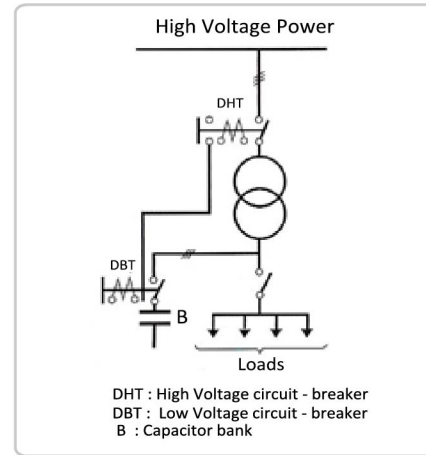 High Voltage Power
DHT
DBT
B
Loads
DHT : High Voltage circuit - breaker
DBT : Low Voltage circuit - breaker
B : Capacitor bank